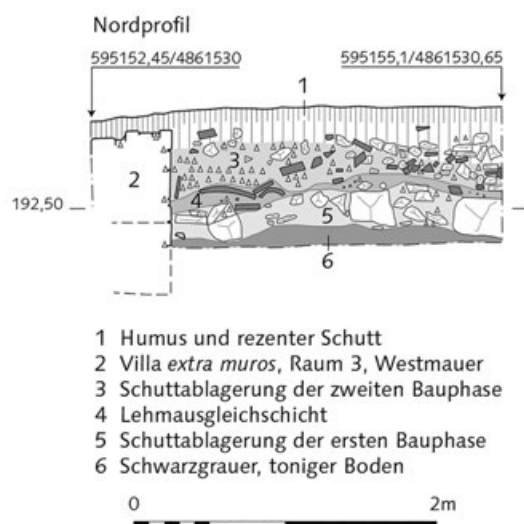 Nordprofil
595152,45/4861530 595155,1/4861530,65
1
2
3
4
192,50
5
6
1 Humus und rezenter Schutt
2 Villa extra muros, Raum 3, Westmauer
3 Schuttablagerung der zweiten Bauphase
4 Lehmausgleichschicht
5 Schuttablagerung der ersten Bauphase
6 Schwarzgrauer, toniger Boden
0 2m